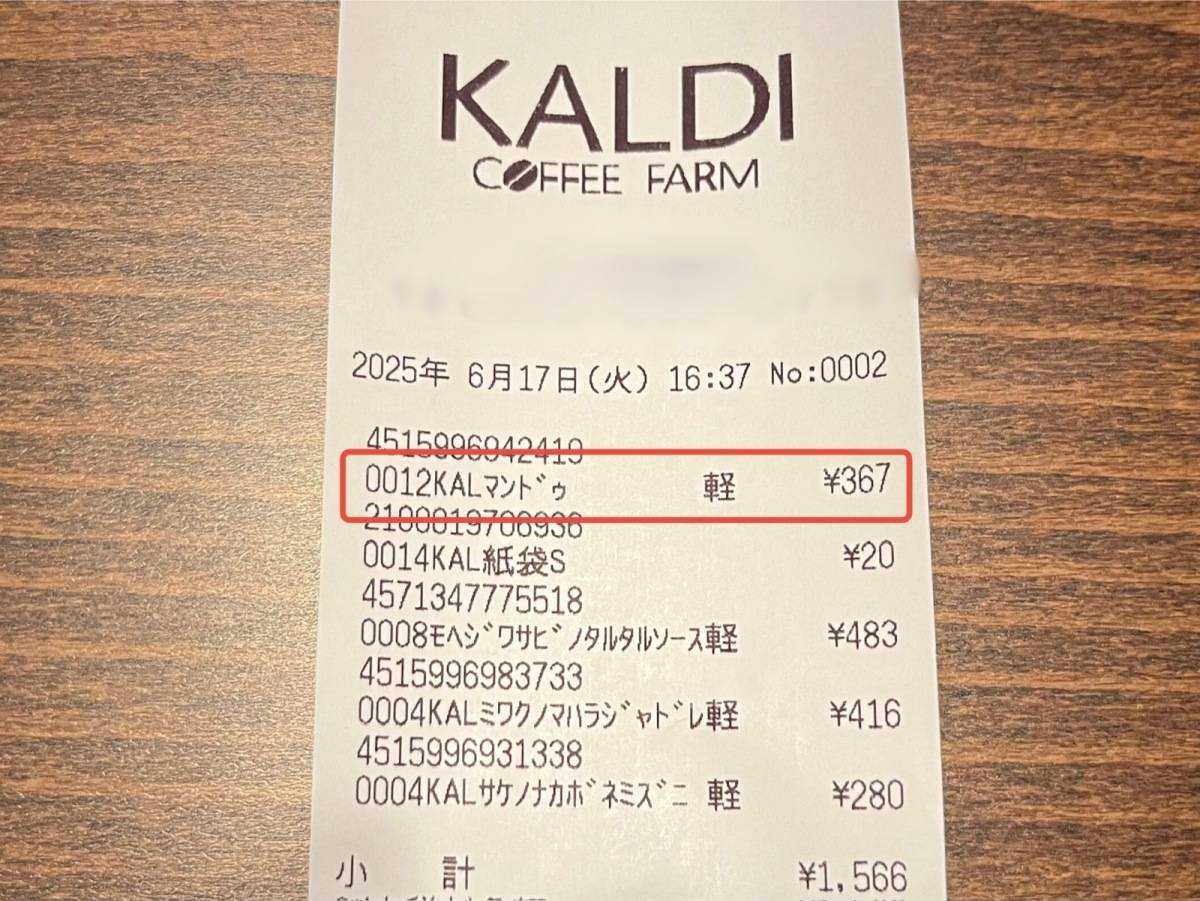 KALDI
COFFEE FARM
2025年 6月17日(火) 16:37 No:0002
4515996942419
0012KALﾏﾝﾄﾞｩ 軽 ¥367
2100019706936
0014KAL紙袋S ¥20
4571347775518
0008ﾓﾍｼﾞﾜｻﾋﾞﾉﾀﾙﾀﾙｿｰｽ軽 ¥483
4515996983733
0004KALﾐﾜｸﾉﾏﾊﾗｼﾞｬﾄﾞﾚ軽 ¥416
4515996931338
0004KALｻｹﾉﾅｶﾎﾞﾈﾐｽﾞﾆ 軽 ¥280
小 計 ¥1,566